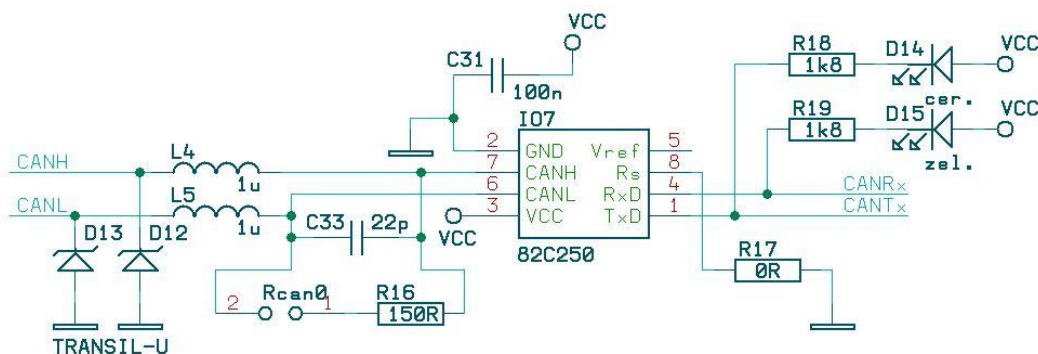 VCC
C31
100n
R18
1k8
D14
VCC
cer.
R19
1k8
D15
VCC
zel.
IO7
2 GND Vref 5
7 CANH Rs 8
6 CANL RxD 4
3 VCC TxD 1
82C250
CANH
L4
1u
CANL
L5
1u
C33 22p
VCC
CANRx
CANTx
D13 D12
R17
0R
2 Rcan0 1
R16
150R
TRANSIL-U